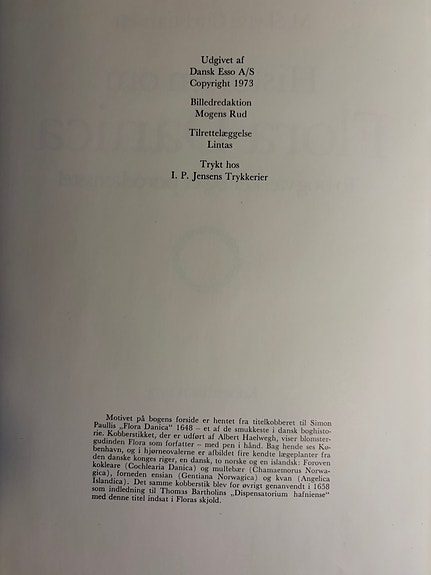 Udgivet af
Dansk Esso A/S
Copyright 1973
Billedredaktion
Mogens Rud
Tilrettelæggelse
Lintas
Trykt hos
I. P. Jensens Trykkerier
Motivet på bogens forside er hentet fra titelkobberet til Simon
Paullis „Flora Danica“ 1648 – et af de smukkeste i dansk boghisto-
rie. Kobberstikket, der er udført af Albert Haelwegh, viser blomster-
gudinden Flora som forfatter – med pen i hånd. Bag hende ses Kø-
benhavn, og i hjørneovalerne er afbildet fire kendte lægeplanter fra
den danske konges riger, en dansk, to norske og en islandsk: Foroven
kokleare (Cochlearia Danica) og multebær (Chamaemorus Norwa-
gica), forneden ensian (Gentiana Norwagica) og kvan (Angelica
Islandica). Det samme kobberstik blev for øvrigt genanvendt i 1658
som indledning til Thomas Bartholins „Dispensatorium hafniense“
med denne titel indsat i Floras skjold.